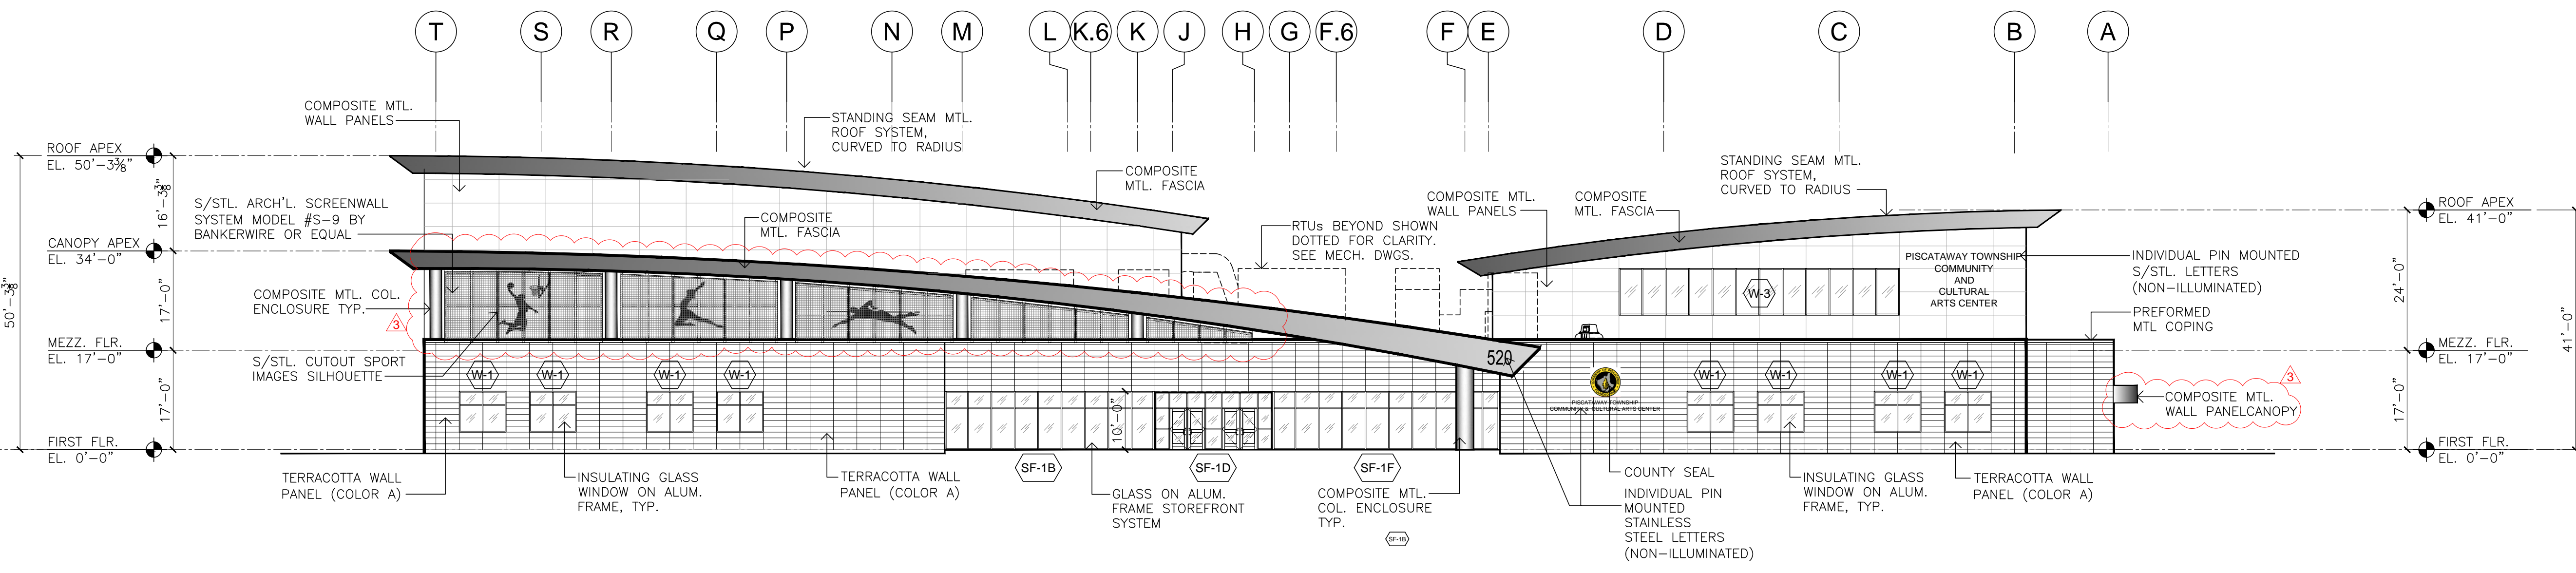 T
S
R
Q
P
N
M
L
K.6
K
J
H
G
F.6
F
E
D
C
B
A
COMPOSITE MTL.
WALL PANELS
STANDING SEAM MTL.
ROOF SYSTEM,
CURVED TO RADIUS
ROOF APEX
EL. 50'-3⅜"
COMPOSITE
MTL. FASCIA
STANDING SEAM MTL.
ROOF SYSTEM,
CURVED TO RADIUS
S/STL. ARCH'L. SCREENWALL
SYSTEM MODEL #S-9 BY
BANKERWIRE OR EQUAL
COMPOSITE
MTL. FASCIA
COMPOSITE MTL.
WALL PANELS
COMPOSITE
MTL. FASCIA
ROOF APEX
EL. 41'-0"
16'-3⅜"
CANOPY APEX
EL. 34'-0"
RTUs BEYOND SHOWN
DOTTED FOR CLARITY.
SEE MECH. DWGS.
PISCATAWAY TOWNSHIP
COMMUNITY
AND
CULTURAL
ARTS CENTER
INDIVIDUAL PIN MOUNTED
S/STL. LETTERS
(NON-ILLUMINATED)
W-3
24'-0"
50'-3⅜"
17'-0"
COMPOSITE MTL. COL.
ENCLOSURE TYP.
3
PREFORMED
MTL COPING
41'-0"
MEZZ. FLR.
EL. 17'-0"
MEZZ. FLR.
EL. 17'-0"
S/STL. CUTOUT SPORT
IMAGES SILHOUETTE
W-1
W-1
W-1
W-1
520
W-1
W-1
W-1
W-1
3
17'-0"
10'-0"
PISCATAWAY TOWNSHIP
COMMUNITY & CULTURAL ARTS CENTER
COMPOSITE MTL.
WALL PANELCANOPY
17'-0"
FIRST FLR.
EL. 0'-0"
FIRST FLR.
EL. 0'-0"
TERRACOTTA WALL
PANEL (COLOR A)
INSULATING GLASS
WINDOW ON ALUM.
FRAME, TYP.
TERRACOTTA WALL
PANEL (COLOR A)
SF-1B
SF-1D
SF-1F
GLASS ON ALUM.
FRAME STOREFRONT
SYSTEM
COMPOSITE MTL.
COL. ENCLOSURE
TYP.
SF-1B
COUNTY SEAL
INDIVIDUAL PIN
MOUNTED
STAINLESS
STEEL LETTERS
(NON-ILLUMINATED)
INSULATING GLASS
WINDOW ON ALUM.
FRAME, TYP.
TERRACOTTA WALL
PANEL (COLOR A)